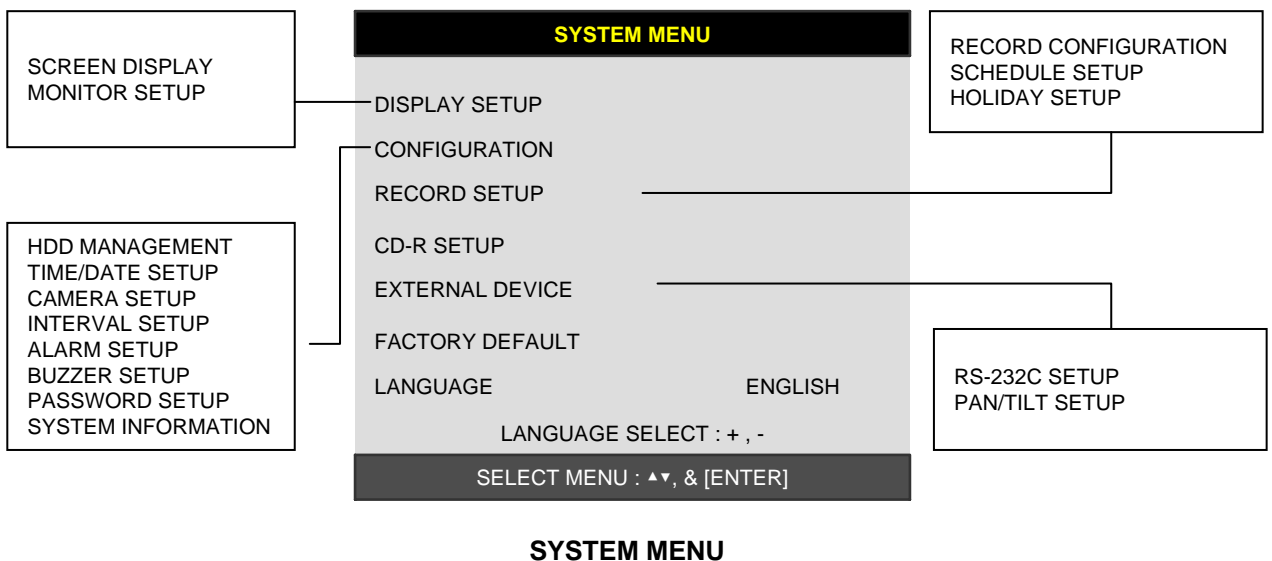 SCREEN DISPLAY
MONITOR SETUP
HDD MANAGEMENT
TIME/DATE SETUP
CAMERA SETUP
INTERVAL SETUP
ALARM SETUP
BUZZER SETUP
PASSWORD SETUP
SYSTEM INFORMATION
SYSTEM MENU
DISPLAY SETUP
CONFIGURATION
RECORD SETUP
CD-R SETUP
EXTERNAL DEVICE
FACTORY DEFAULT
LANGUAGE ENGLISH
LANGUAGE SELECT : + , -
SELECT MENU : ▲▼, & [ENTER]
RECORD CONFIGURATION
SCHEDULE SETUP
HOLIDAY SETUP
RS-232C SETUP
PAN/TILT SETUP
SYSTEM MENU